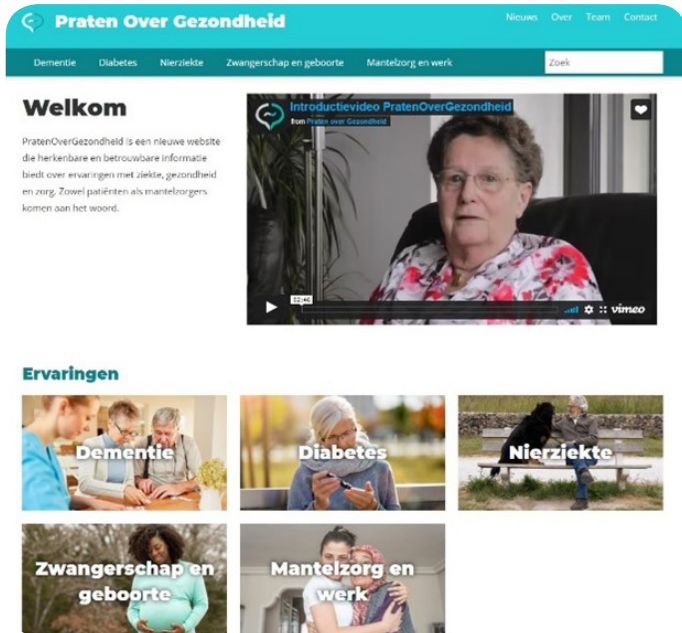 Praten Over Gezondheid
Nieuws Over Team Contact
Dementie Diabetes Nierziekte Zwangerschap en geboorte Mantelzorg en werk
Zoek
Welkom
PratenOverGezondheid is een nieuwe website
die herkenbare en betrouwbare informatie
biedt over ervaringen met ziekte, gezondheid
en zorg. Zowel patiënten als mantelzorgers
komen aan het woord.
Introductievideo PratenOverGezondheid
from Praten over Gezondheid
02:40
vimeo
Ervaringen
Dementie
Diabetes
Nierziekte
Zwangerschap en
geboorte
Mantelzorg en
werk